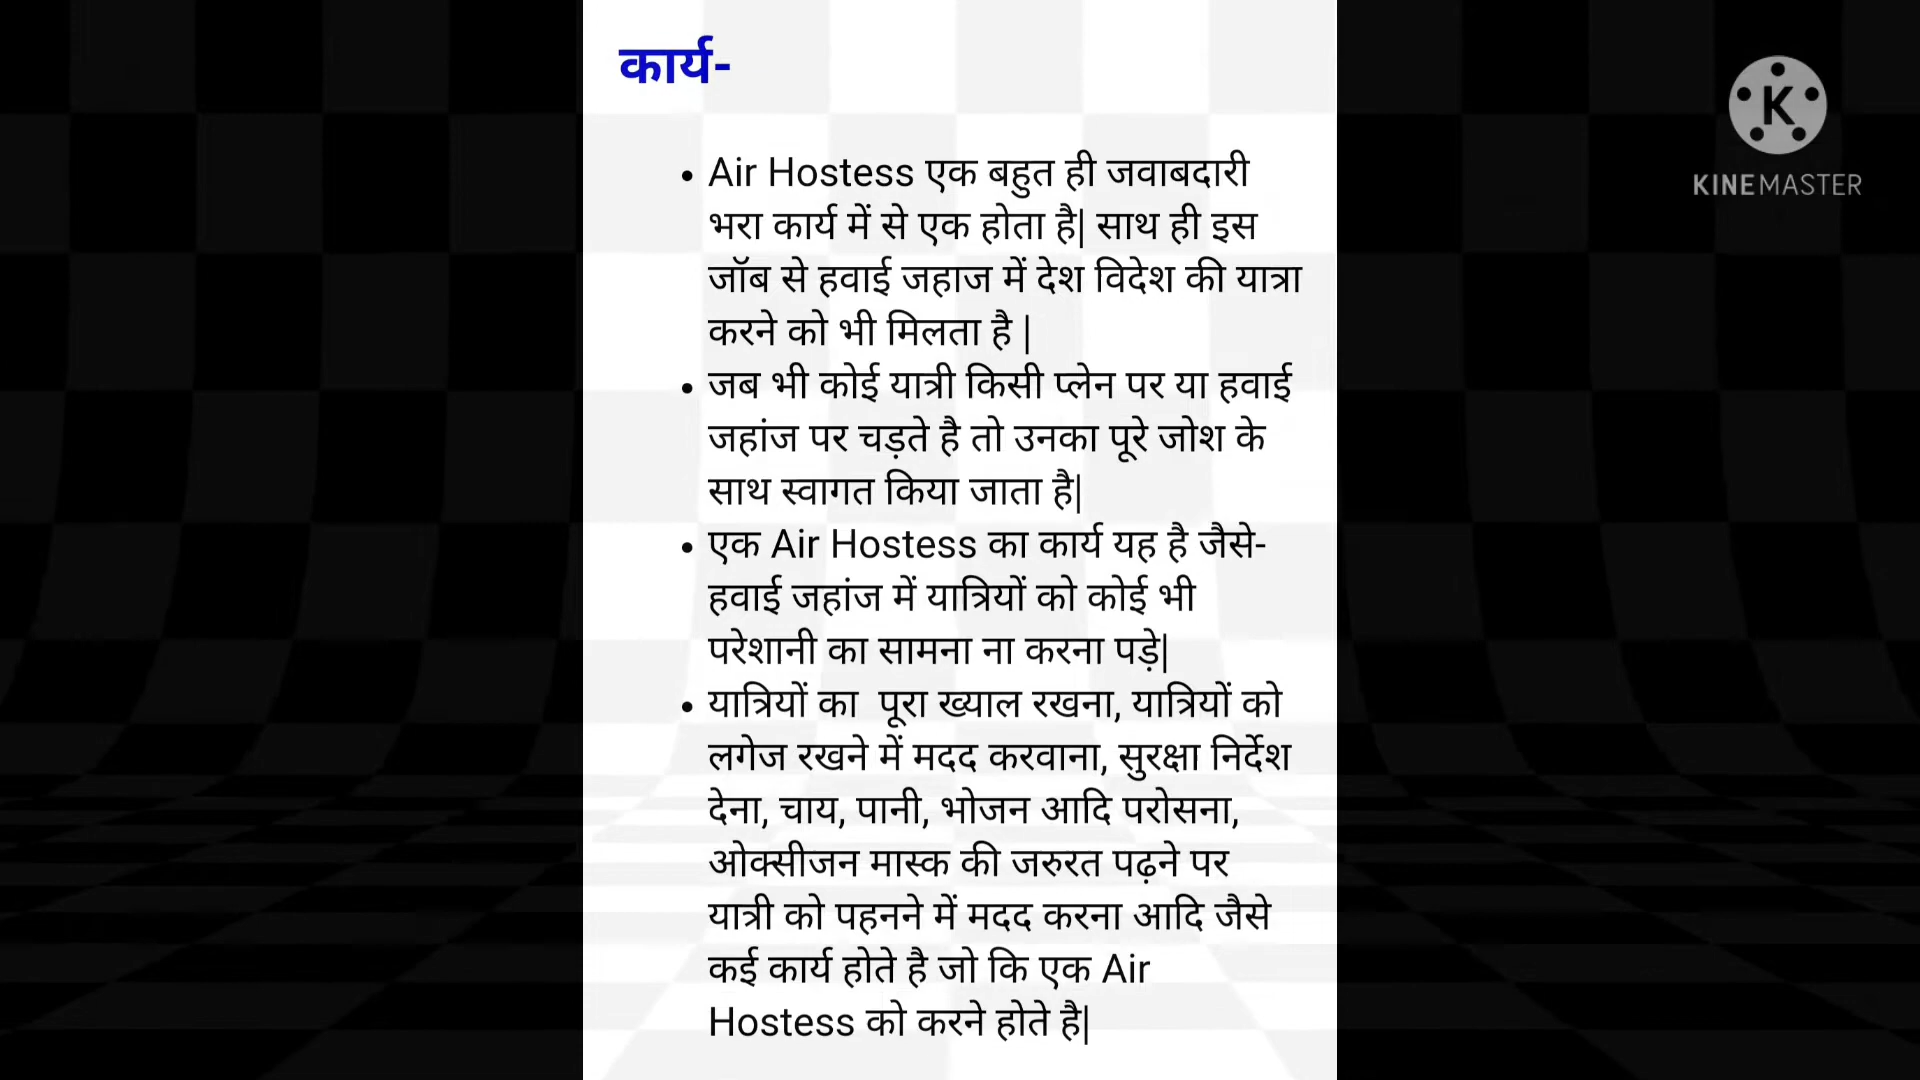 कार्य-
• Air Hostess एक बहुत ही जवाबदारी
भरा कार्य में से एक होता है| साथ ही इस
जॉब से हवाई जहाज में देश विदेश की यात्रा
करने को भी मिलता है |
• जब भी कोई यात्री किसी प्लेन पर या हवाई
जहांज पर चड़ते है तो उनका पूरे जोश के
साथ स्वागत किया जाता है|
• एक Air Hostess का कार्य यह है जैसे-
हवाई जहांज में यात्रियों को कोई भी
परेशानी का सामना ना करना पड़े|
• यात्रियों का  पूरा ख्याल रखना, यात्रियों को
लगेज रखने में मदद करवाना, सुरक्षा निर्देश
देना, चाय, पानी, भोजन आदि परोसना,
ओक्सीजन मास्क की जरुरत पढ़ने पर
यात्री को पहनने में मदद करना आदि जैसे
कई कार्य होते है जो कि एक Air
Hostess को करने होते है|
K
KINEMASTER